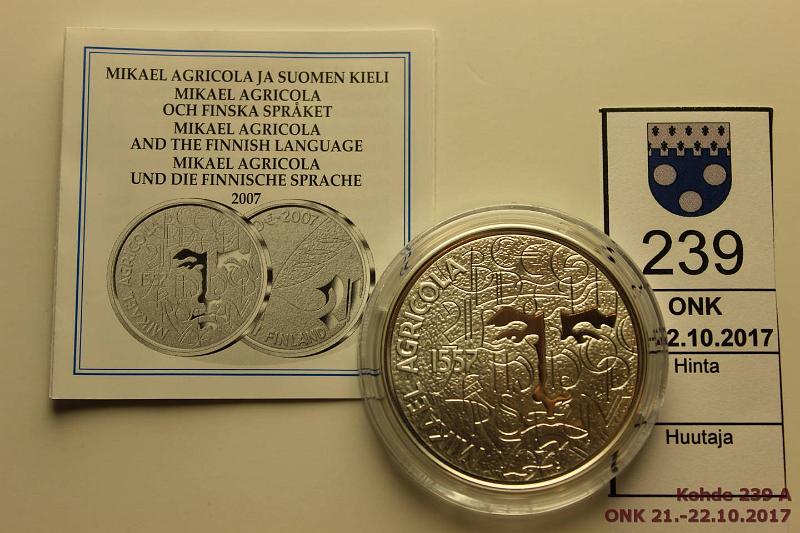 MIKAEL AGRICOLA JA SUOMEN KIELI
MIKAEL AGRICOLA
OCH FINSKA SPRÅKET
MIKAEL AGRICOLA
AND THE FINNISH LANGUAGE
MIKAEL AGRICOLA
UND DIE FINNISCHE SPRACHE
2007
MIKAEL AGRICOLA
1557
€-2007
FINLAND
MIKAEL AGRICOLA
1557
239
ONK
22.10.2017
Hinta
Huutaja
Kohde 239 A
ONK 21.-22.10.2017